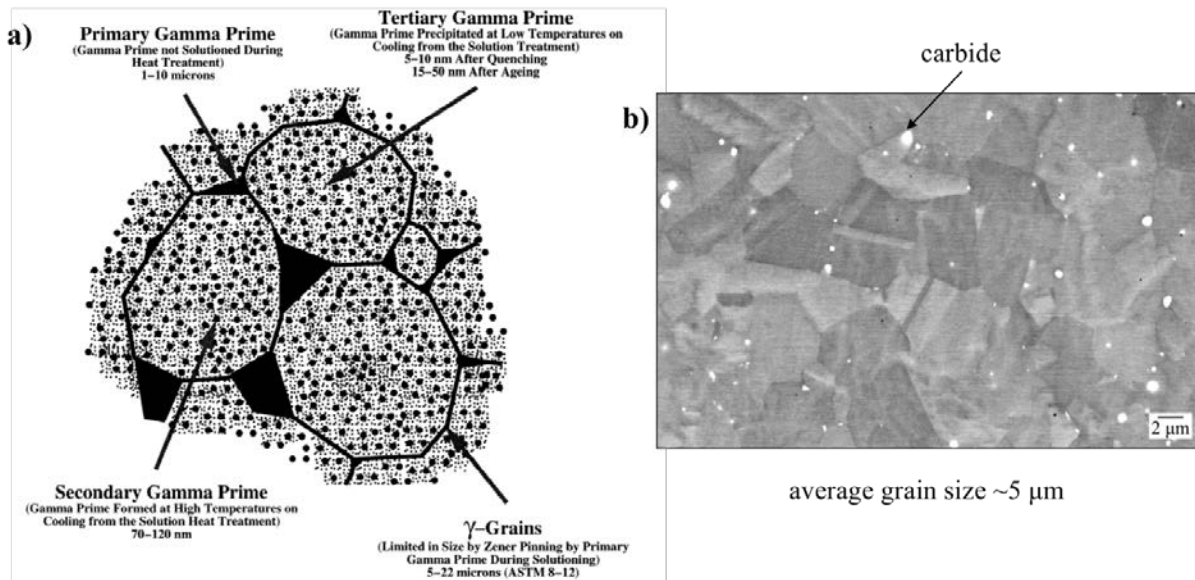 a)
Primary Gamma Prime
(Gamma Prime not Solutioned During
Heat Treatment)
1–10 microns
Tertiary Gamma Prime
(Gamma Prime Precipitated at Low Temperatures on
Cooling from the Solution Treatment)
5–10 nm After Quenching
15–50 nm After Ageing
Secondary Gamma Prime
(Gamma Prime Formed at High Temperatures on
Cooling from the Solution Heat Treatment)
70–120 nm
γ–Grains
(Limited in Size by Zener Pinning by Primary
Gamma Prime During Solutioning)
5–22 microns (ASTM 8–12)
carbide
b)
2 μm
average grain size ~5 μm